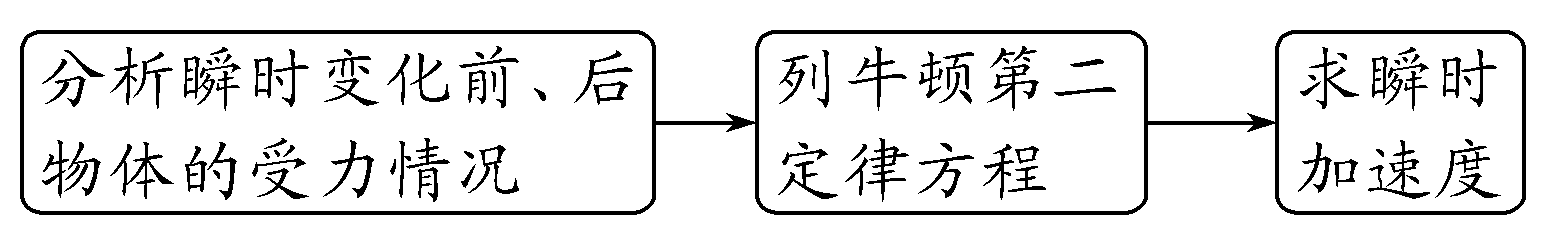 分析瞬时变化前、后
物体的受力情况
列牛顿第二
定律方程
求瞬时
加速度